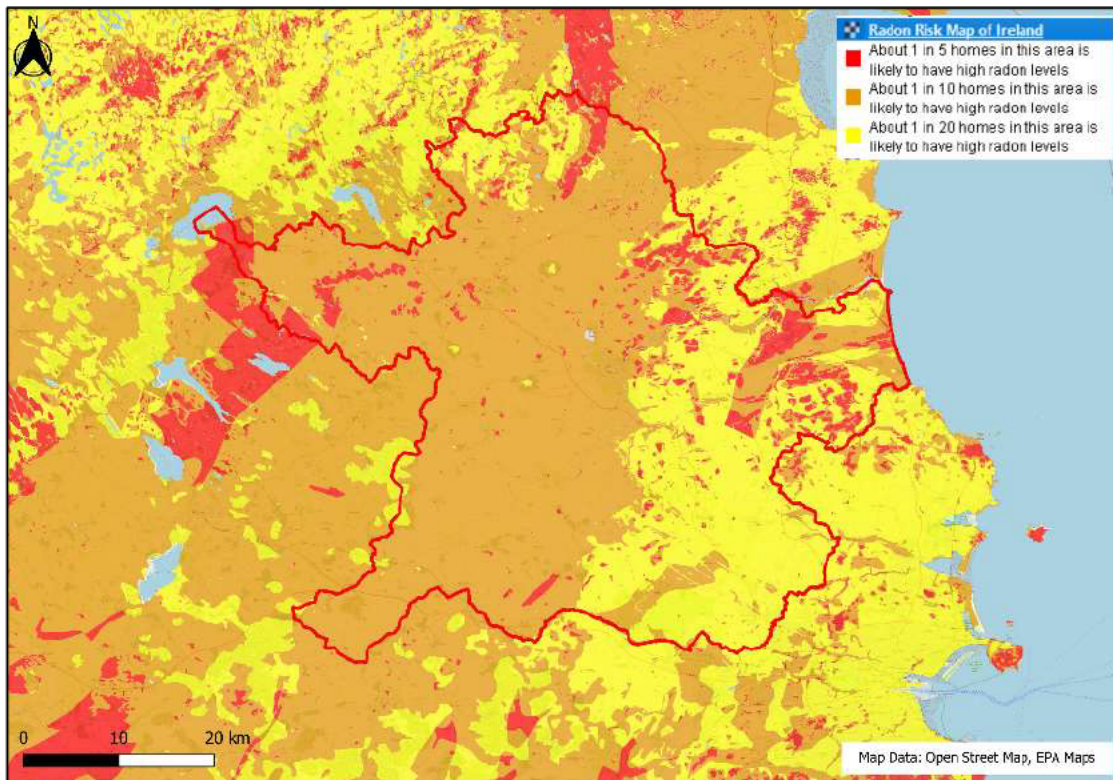 N
Radon Risk Map of Ireland
About 1 in 5 homes in this area is
likely to have high radon levels
About 1 in 10 homes in this area is
likely to have high radon levels
About 1 in 20 homes in this area is
likely to have high radon levels
0 10 20 km
Map Data: Open Street Map, EPA Maps